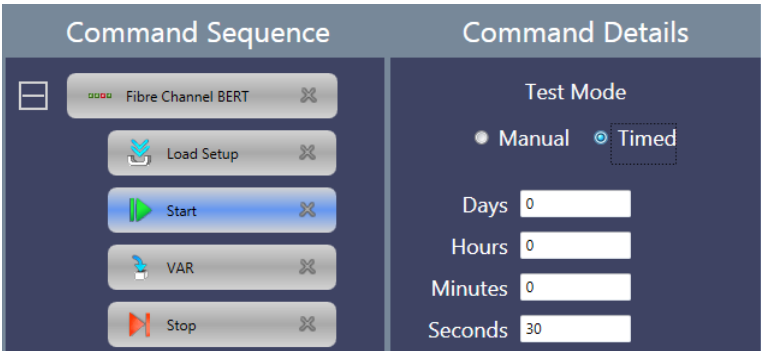 Command Sequence
Fibre Channel BERT
Load Setup
Start
VAR
Stop
Command Details
Test Mode
Manual Timed
Days 0
Hours 0
Minutes 0
Seconds 30